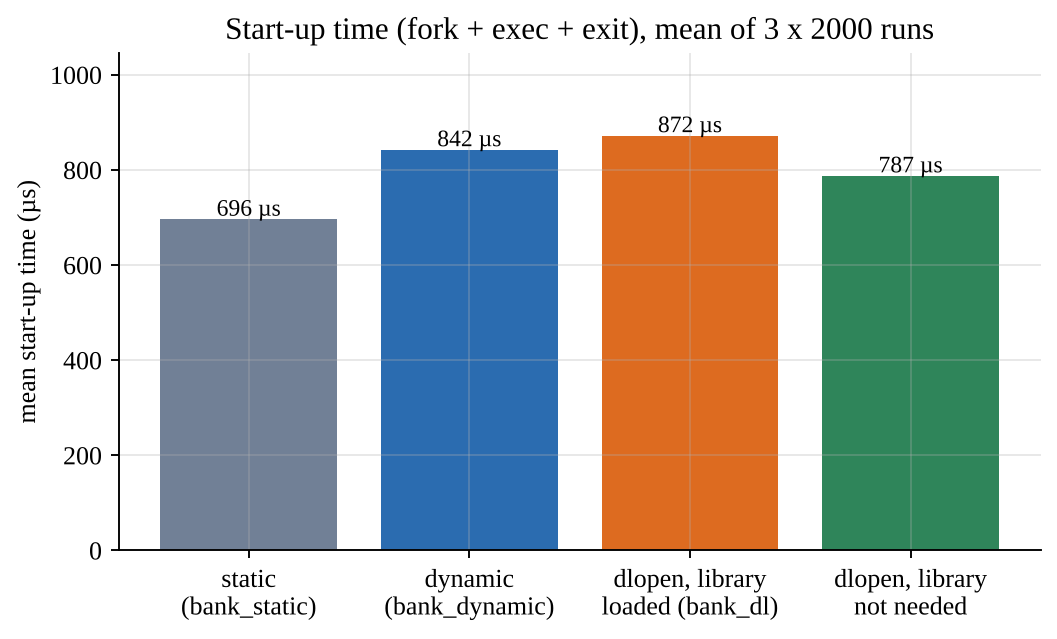 Start-up time (fork + exec + exit), mean of 3 x 2000 runs
mean start-up time (µs)
1000
800
600
400
200
0
696 µs
842 µs
872 µs
787 µs
static
(bank_static)
dynamic
(bank_dynamic)
dlopen, library
loaded (bank_dl)
dlopen, library
not needed